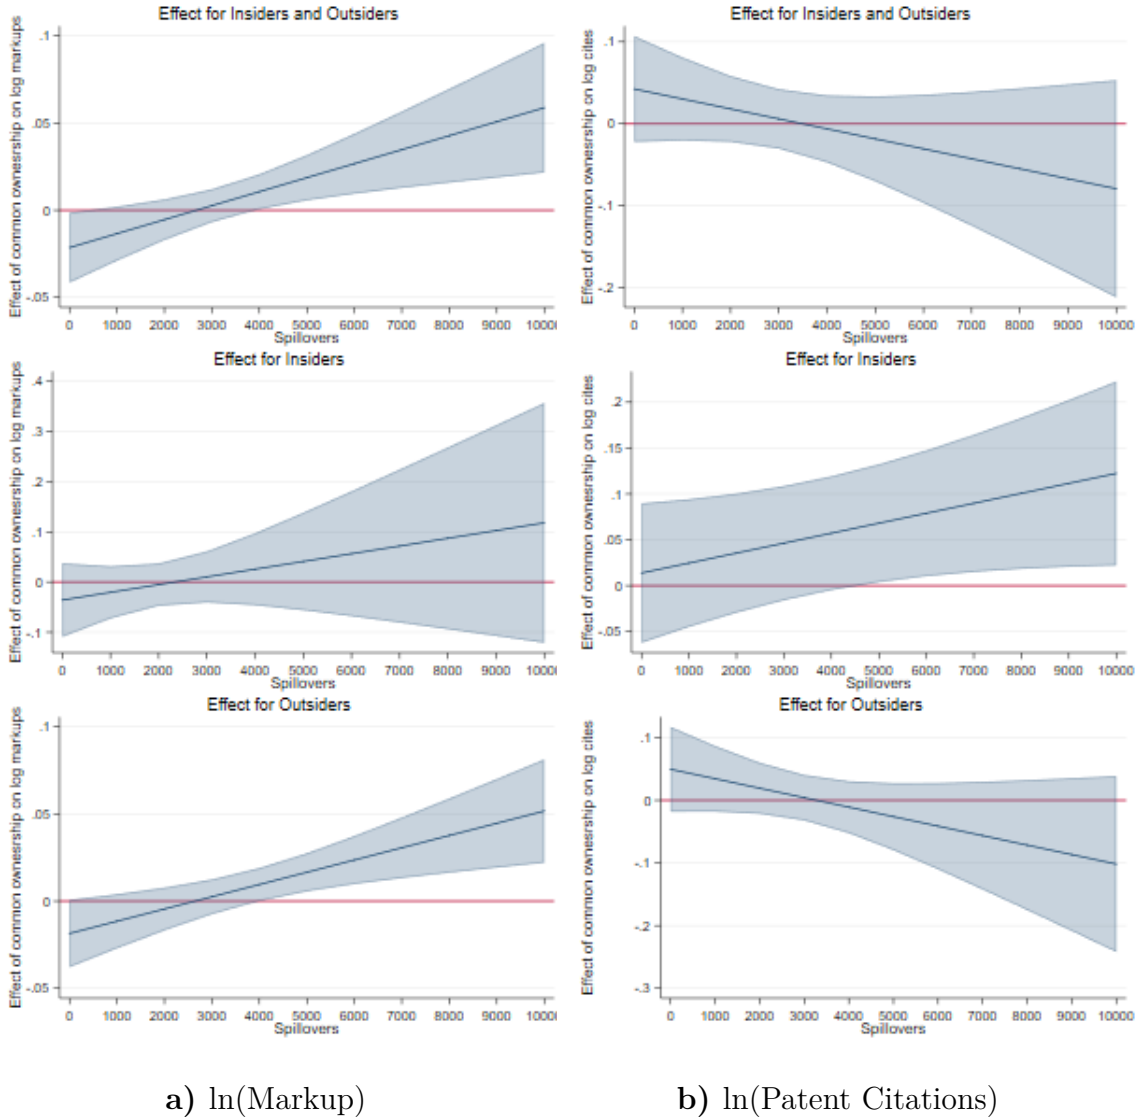 Effect for Insiders and Outsiders
Effect of common ownesrship on log markups
.1
.05
0
-.05
0 1000 2000 3000 4000 5000 6000 7000 8000 9000 10000
Spillovers
Effect for Insiders and Outsiders
Effect of common ownesrship on log cites
.1
0
-.1
-.2
0 1000 2000 3000 4000 5000 6000 7000 8000 9000 10000
Spillovers
Effect for Insiders
Effect of common ownesrship on log markups
.4
.3
.2
.1
0
-.1
0 1000 2000 3000 4000 5000 6000 7000 8000 9000 10000
Spillovers
Effect for Insiders
Effect of common ownesrship on log cites
.2
.15
.1
.05
0
-.05
0 1000 2000 3000 4000 5000 6000 7000 8000 9000 10000
Spillovers
Effect for Outsiders
Effect of common ownesrship on log markups
.1
.05
0
-.05
0 1000 2000 3000 4000 5000 6000 7000 8000 9000 10000
Spillovers
Effect for Outsiders
Effect of common ownesrship on log cites
.1
0
-.1
-.2
-.3
0 1000 2000 3000 4000 5000 6000 7000 8000 9000 10000
Spillovers
a) ln(Markup)
b) ln(Patent Citations)